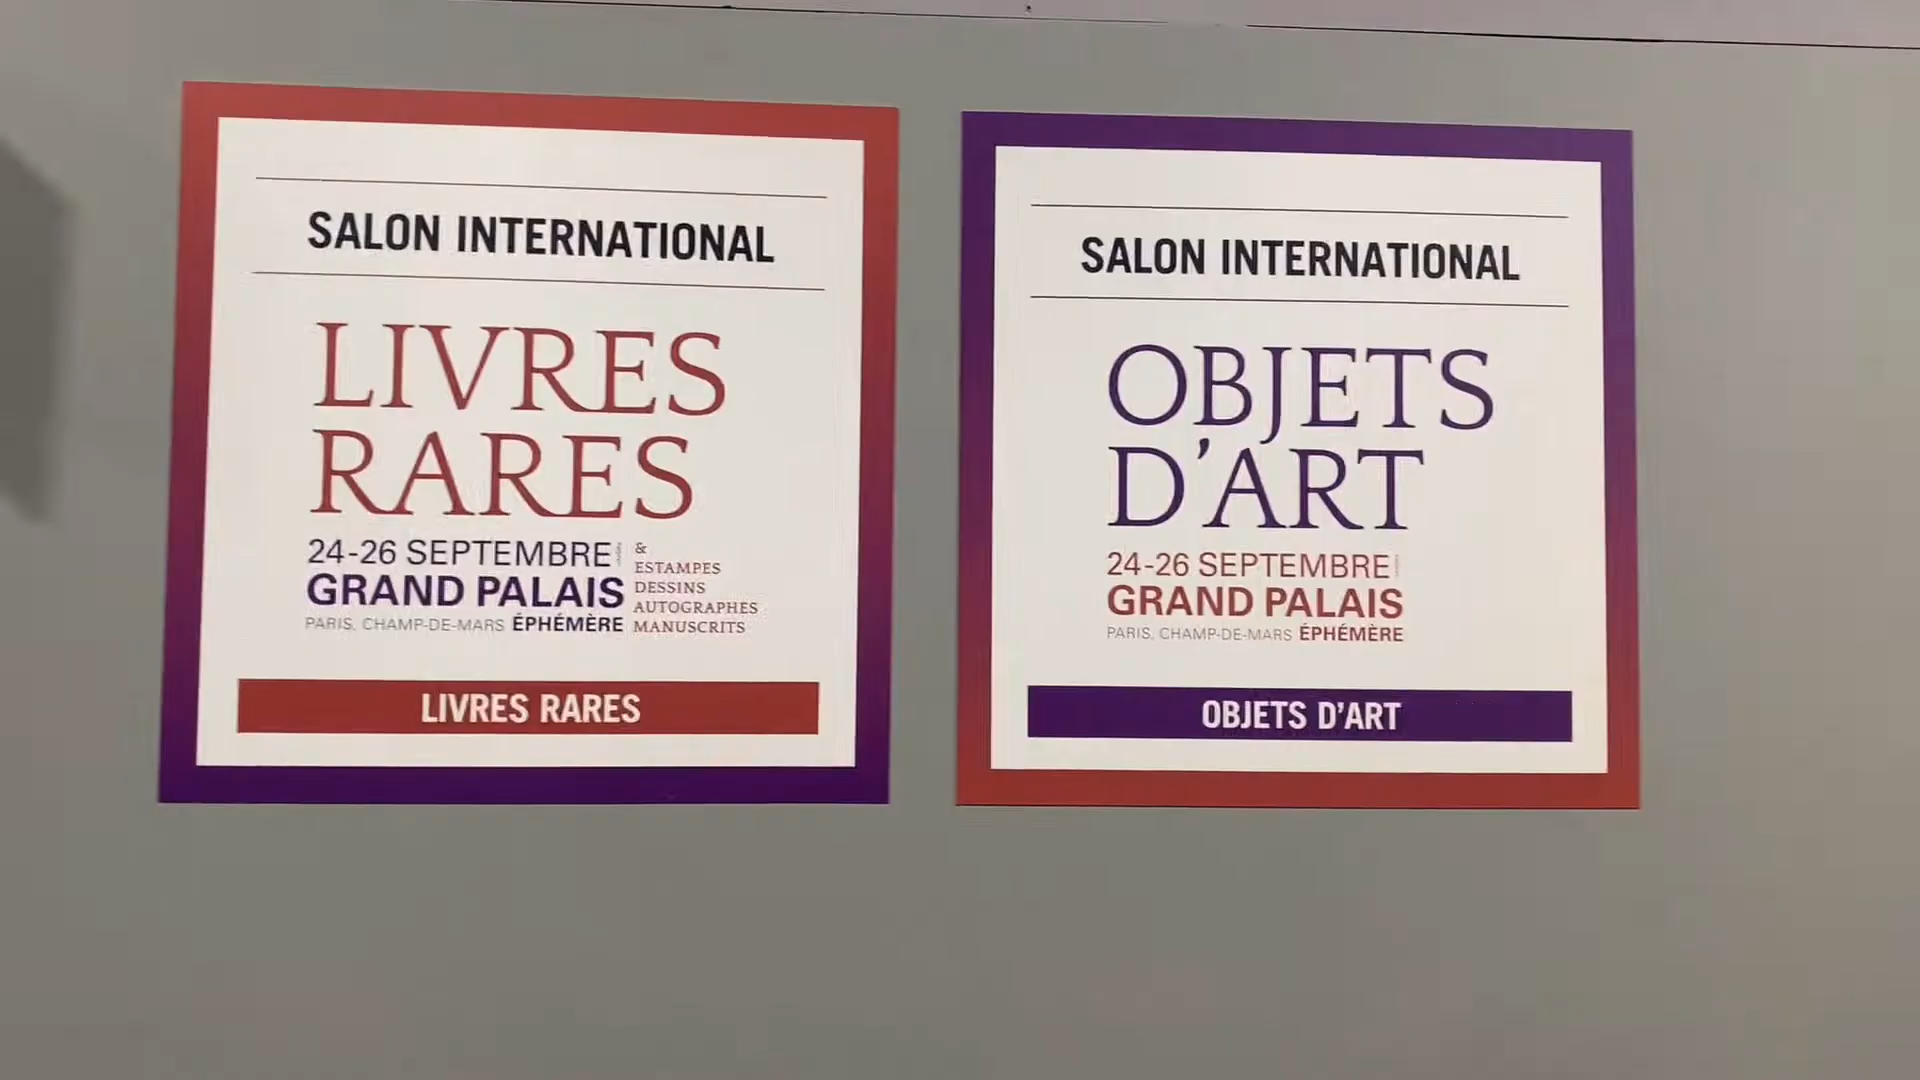 SALON INTERNATIONAL
LIVRES
RARES
24-26 SEPTEMBRE
GRAND PALAIS
PARIS, CHAMP-DE-MARS ÉPHÉMÈRE
&
ESTAMPES
DESSINS
AUTOGRAPHES
MANUSCRITS
LIVRES RARES
SALON INTERNATIONAL
OBJETS
D'ART
24-26 SEPTEMBRE
GRAND PALAIS
PARIS, CHAMP-DE-MARS ÉPHÉMÈRE
OBJETS D'ART